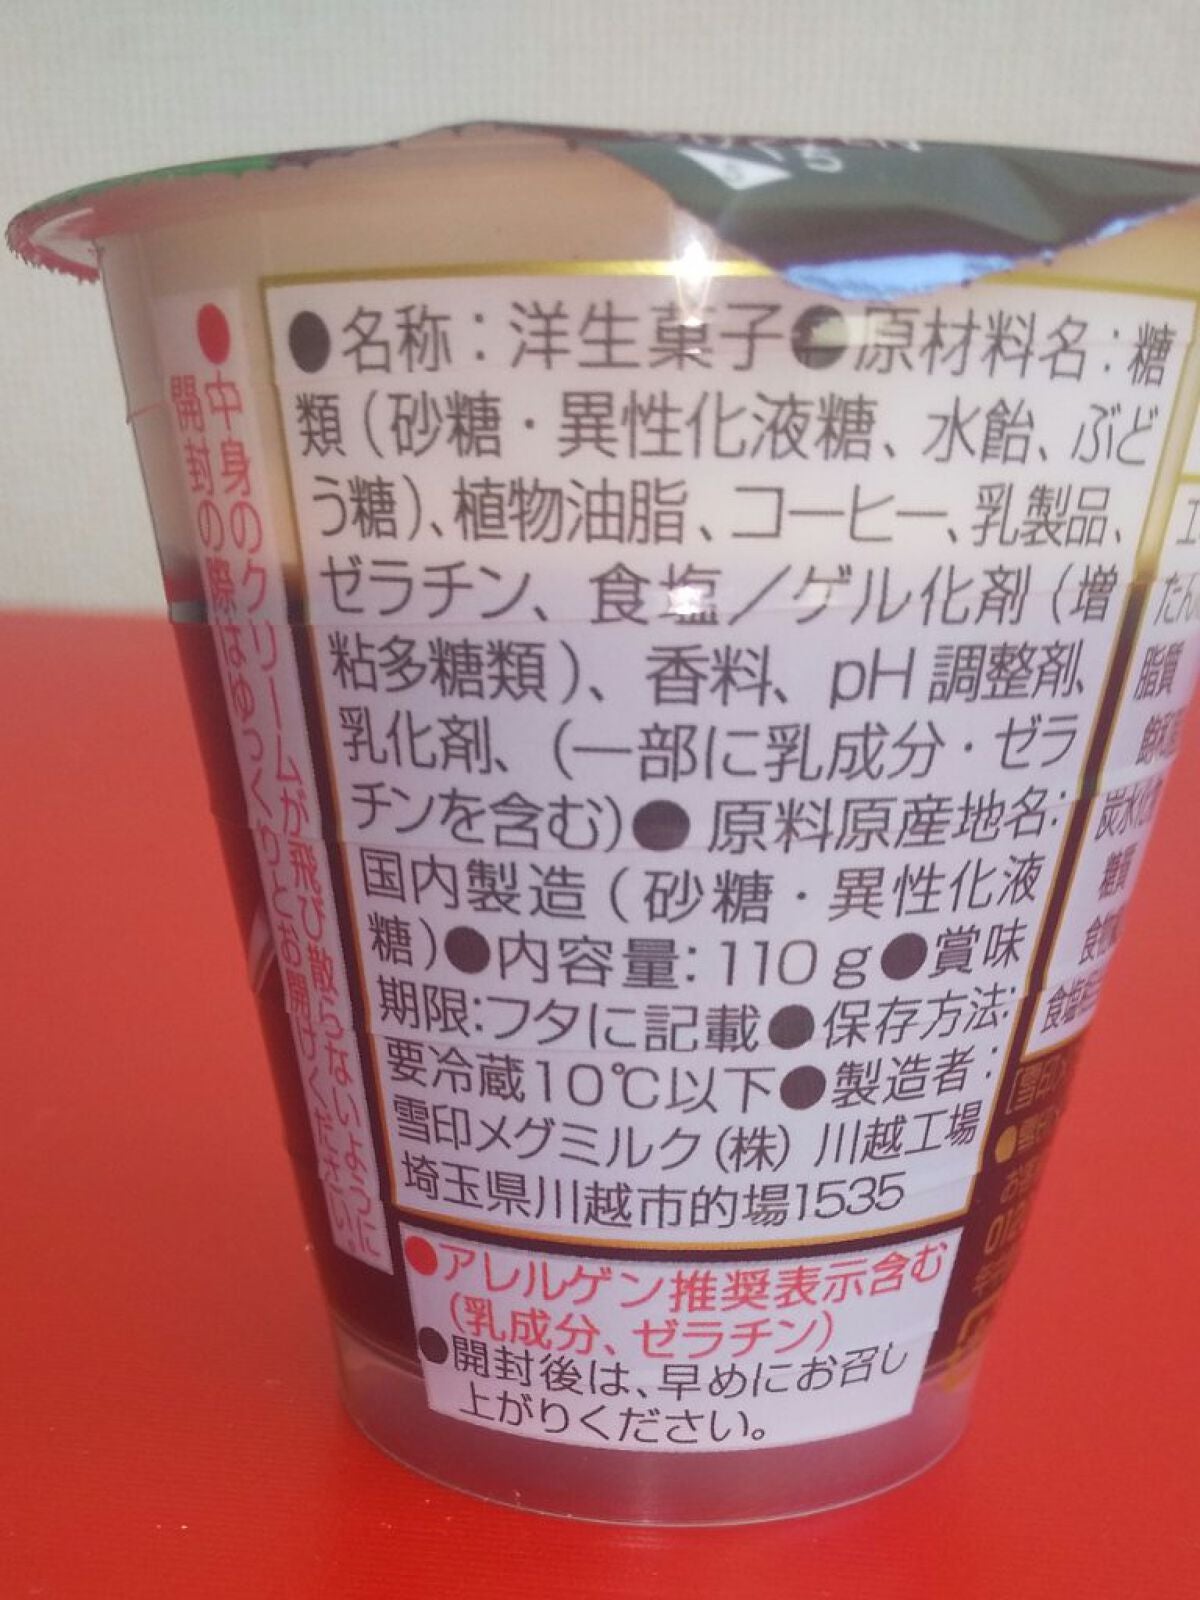 ●中身のクリームが飛び散らないように
開封の際はゆっくりとお開けください。
●名称：洋生菓子●原材料名：糖
類（砂糖・異性化液糖、水飴、ぶど
う糖）、植物油脂、コーヒー、乳製品、
ゼラチン、食塩／ゲル化剤（増
粘多糖類）、香料、pH調整剤、
乳化剤、（一部に乳成分・ゼラ
チンを含む）●原料原産地名：
国内製造（砂糖・異性化液
糖）●内容量：110g●賞味
期限：フタに記載●保存方法：
要冷蔵10℃以下●製造者：
雪印メグミルク（株）川越工場
埼玉県川越市的場1535
●アレルゲン推奨表示含む
（乳成分、ゼラチン）
●開封後は、早めにお召し
上がりください。
脂質
糖質